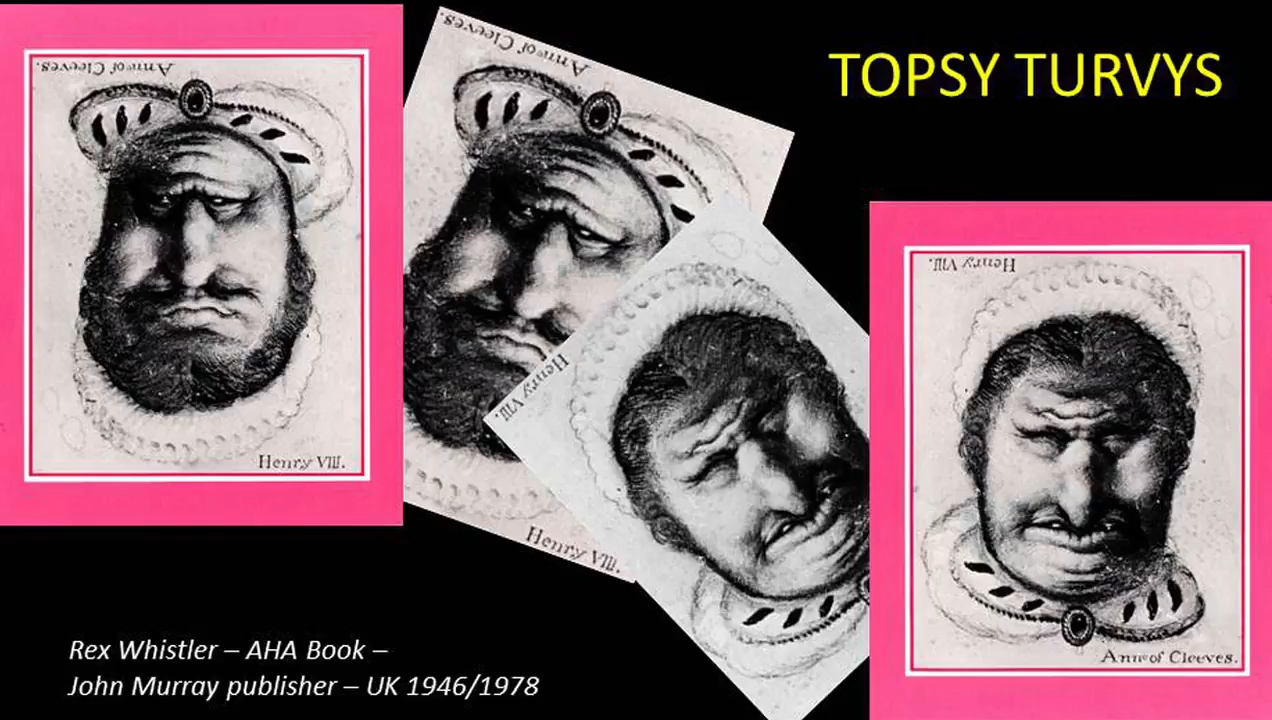 TOPSY TURVYS
Anne of Cleeves.
Henry VIII.
Anne of Cleeves.
Henry VIII.
Henry VIII.
Henry VIII.
Anne of Cleeves.
Rex Whistler – AHA Book –
John Murray publisher – UK 1946/1978